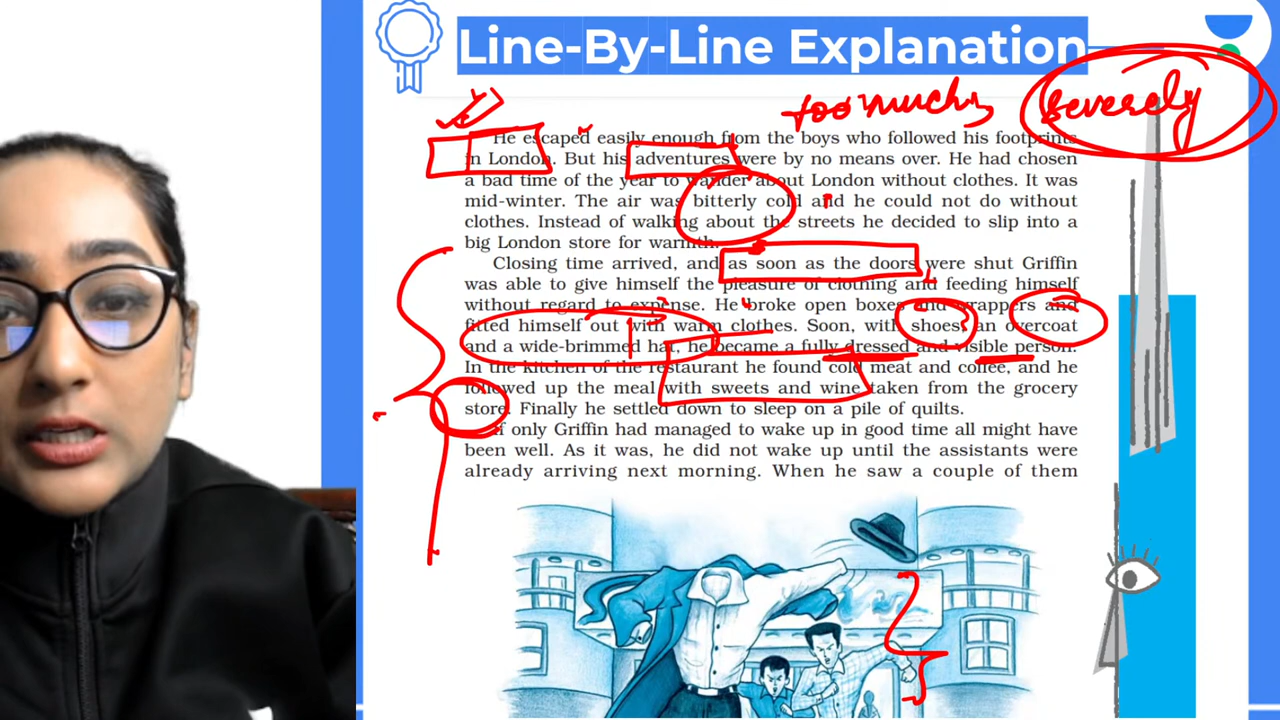 Line-By-Line Explanation
too much,
severely
He escaped easily enough from the boys who followed his footprints
in London. But his adventures were by no means over. He had chosen
a bad time of the year to wander about London without clothes. It was
mid-winter. The air was bitterly cold and he could not do without
clothes. Instead of walking about the streets he decided to slip into a
big London store for warmth.
Closing time arrived, and as soon as the doors were shut Griffin
was able to give himself the pleasure of clothing and feeding himself
without regard to expense. He broke open boxes and wrappers and
fitted himself out with warm clothes. Soon, with shoes, an overcoat
and a wide-brimmed hat, he became a fully dressed and visible person.
In the kitchen of the restaurant he found cold meat and coffee, and he
followed up the meal with sweets and wine taken from the grocery
store. Finally he settled down to sleep on a pile of quilts.
If only Griffin had managed to wake up in good time all might have
been well. As it was, he did not wake up until the assistants were
already arriving next morning. When he saw a couple of them